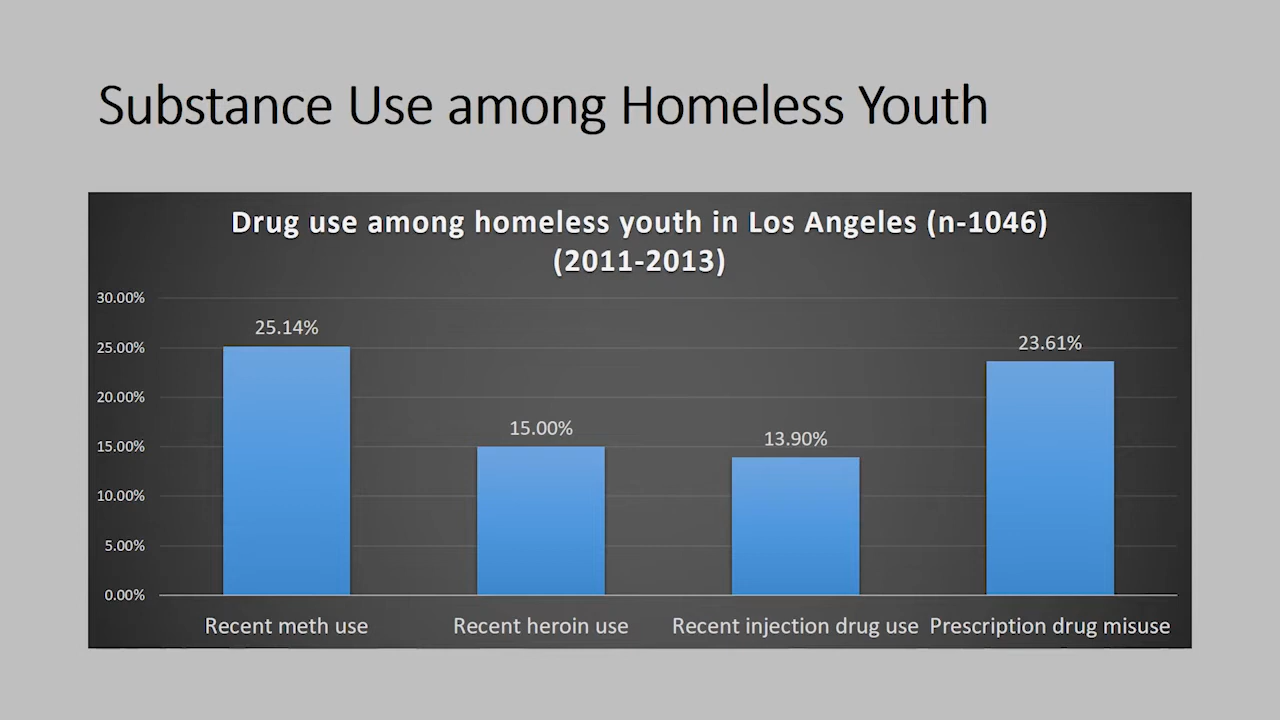 Substance Use among Homeless Youth
Drug use among homeless youth in Los Angeles (n-1046)
(2011-2013)
30.00%
25.00%
20.00%
15.00%
10.00%
5.00%
0.00%
25.14%
15.00%
13.90%
23.61%
Recent meth use
Recent heroin use
Recent injection drug use
Prescription drug misuse